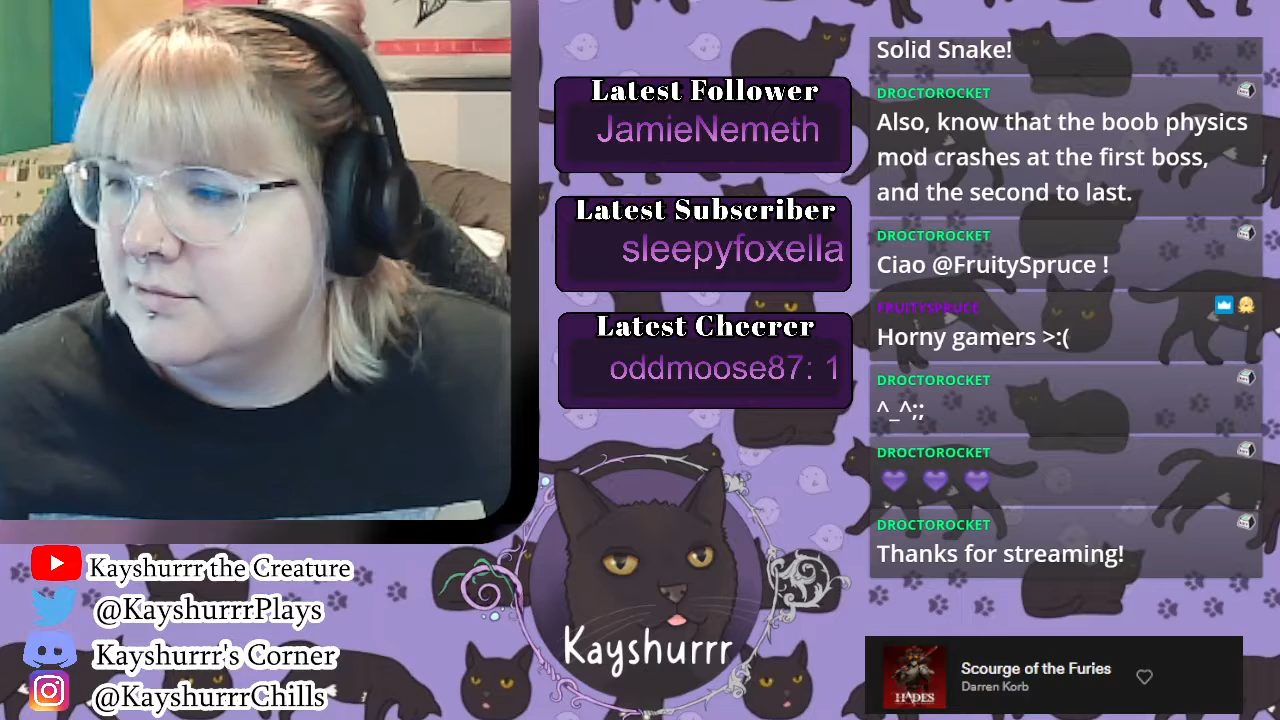 Latest Follower
JamieNemeth
Latest Subscriber
sleepyfoxella
Latest Cheerer
oddmoose87: 1
Solid Snake!
DROCTOROCKET
Also, know that the boob physics
mod crashes at the first boss,
and the second to last.
DROCTOROCKET
Ciao @FruitySpruce !
FRUITYSPRUCE
Horny gamers >:(
DROCTOROCKET
^_^;;
DROCTOROCKET
💜 💜 💜
DROCTOROCKET
Thanks for streaming!
Kayshurrr the Creature
@KayshurrrPlays
Kayshurrr's Corner
@KayshurrrChills
Kayshurrr
HADES
Scourge of the Furies
Darren Korb